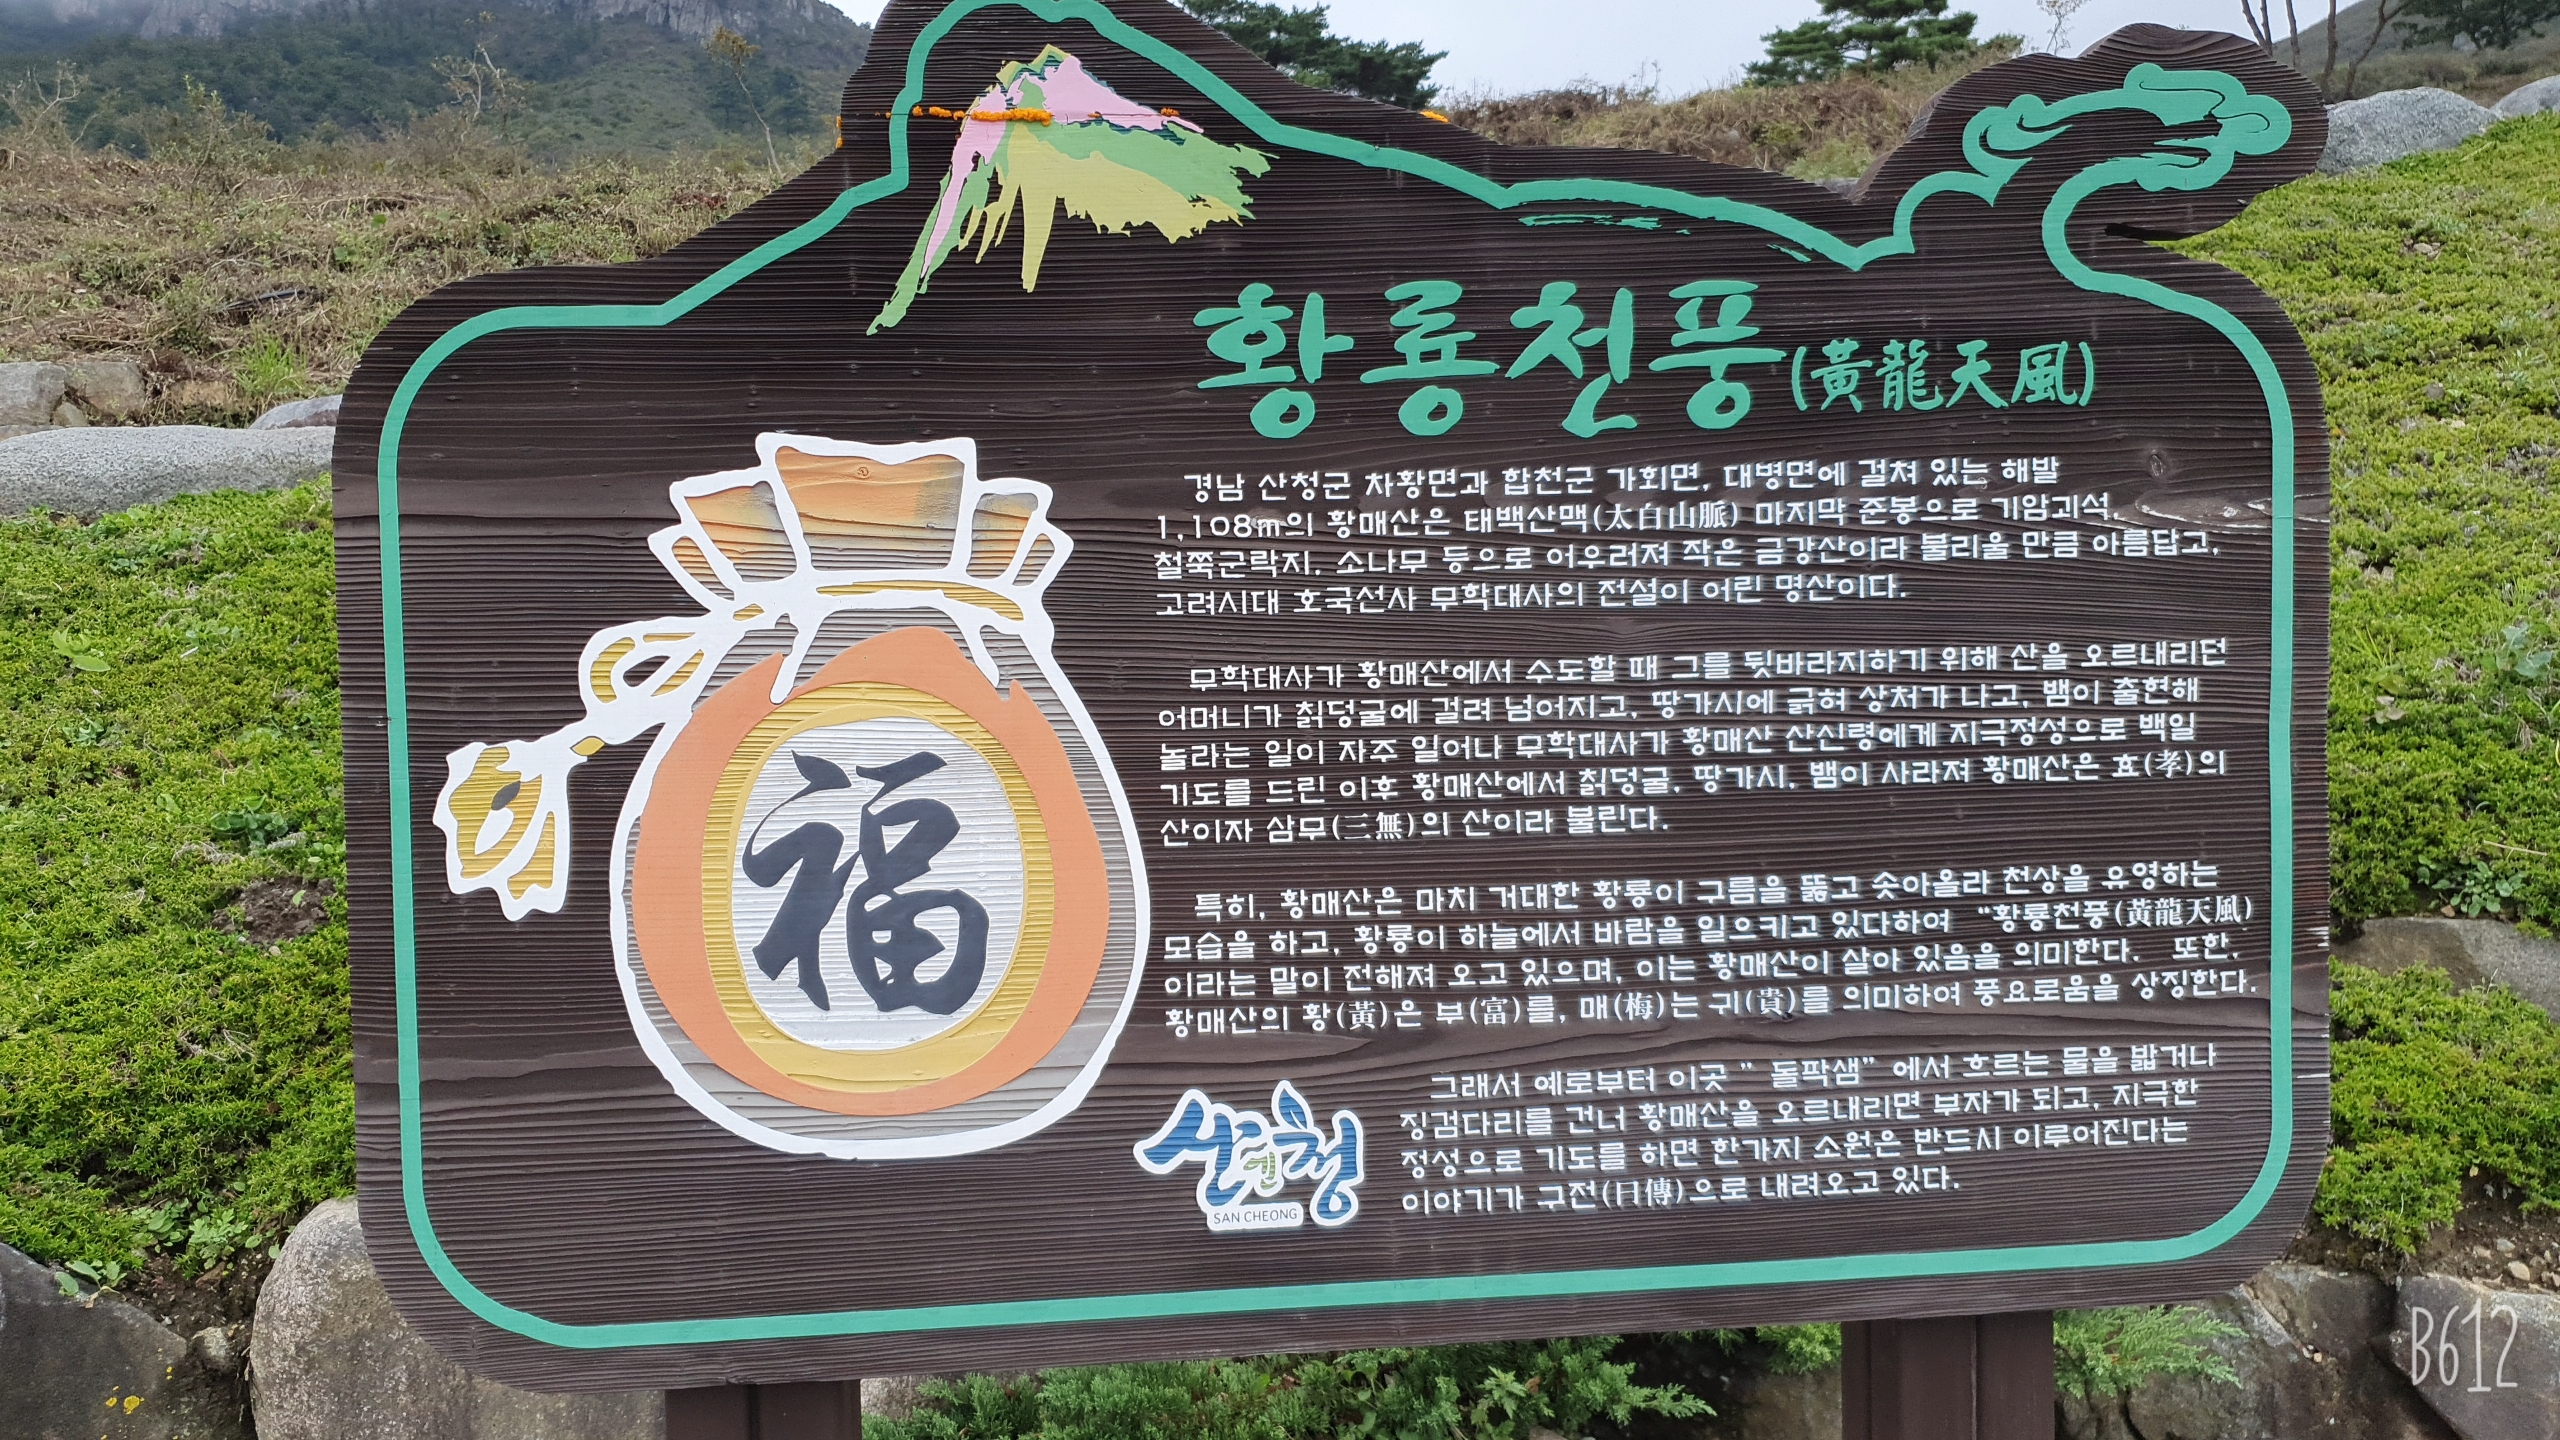 황룡천풍(黃龍天風)
경남 산청군 차황면과 합천군 가회면, 대병면에 걸쳐 있는 해발
1,108m의 황매산은 태백산맥(太白山脈) 마지막 준봉으로 기암괴석,
철쭉군락지, 소나무 등으로 어우러져 작은 금강산이라 불리울 만큼 아름답고,
고려시대 호국선사 무학대사의 전설이 어린 명산이다.
무학대사가 황매산에서 수도할 때 그를 뒷바라지하기 위해 산을 오르내리던
어머니가 칡덩굴에 걸려 넘어지고, 땅가시에 긁혀 상처가 나고, 뱀이 출현해
놀라는 일이 자주 일어나 무학대사가 황매산 산신령에게 지극정성으로 백일
기도를 드린 이후 황매산에서 칡덩굴, 땅가시, 뱀이 사라져 황매산은 효(孝)의
산이자 삼무(三無)의 산이라 불린다.
특히, 황매산은 마치 거대한 황룡이 구름을 뚫고 솟아올라 천상을 유영하는
모습을 하고, 황룡이 하늘에서 바람을 일으키고 있다하여 “황룡천풍(黃龍天風)
이라는 말이 전해져 오고 있으며, 이는 황매산이 살아 있음을 의미한다. 또한,
황매산의 황(黃)은 부(富)를, 매(梅)는 귀(貴)를 의미하여 풍요로움을 상징한다.
그래서 예로부터 이곳 ” 돌팍샘” 에서 흐르는 물을 밟거나
징검다리를 건너 황매산을 오르내리면 부자가 되고, 지극한
정성으로 기도를 하면 한가지 소원은 반드시 이루어진다는
이야기가 구전(口傳)으로 내려오고 있다.
福
산엔청
SAN CHEONG
B612